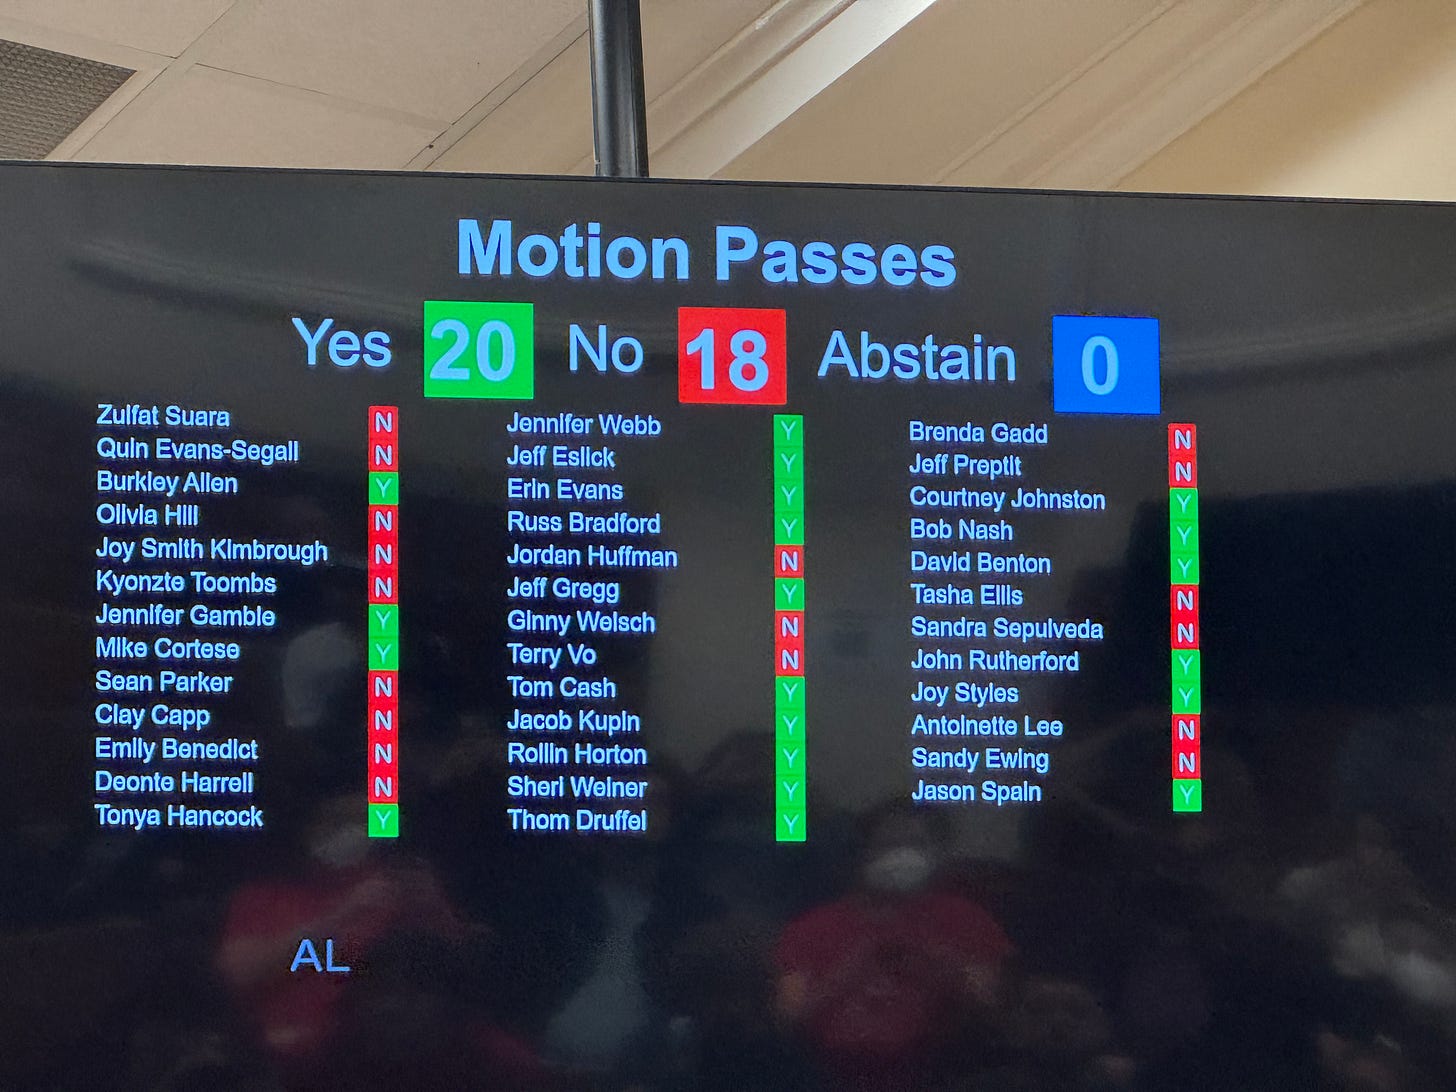 Motion Passes
Yes 20 No 18 Abstain 0
Zulfat Suara N
Quin Evans-Segall N
Burkley Allen Y
Olivia Hill N
Joy Smith Kimbrough N
Kyonzte Toombs N
Jennifer Gamble Y
Mike Cortese Y
Sean Parker N
Clay Capp N
Emily Benedict N
Deonte Harrell N
Tonya Hancock Y
Jennifer Webb Y
Jeff Eslick Y
Erin Evans Y
Russ Bradford Y
Jordan Huffman N
Jeff Gregg Y
Ginny Welsch N
Terry Vo N
Tom Cash Y
Jacob Kupin Y
Rollin Horton Y
Sheri Weiner Y
Thom Druffel Y
Brenda Gadd N
Jeff Preptit N
Courtney Johnston Y
Bob Nash Y
David Benton Y
Tasha Ellis N
Sandra Sepulveda N
John Rutherford Y
Joy Styles Y
Antoinette Lee N
Sandy Ewing N
Jason Spain Y
AL